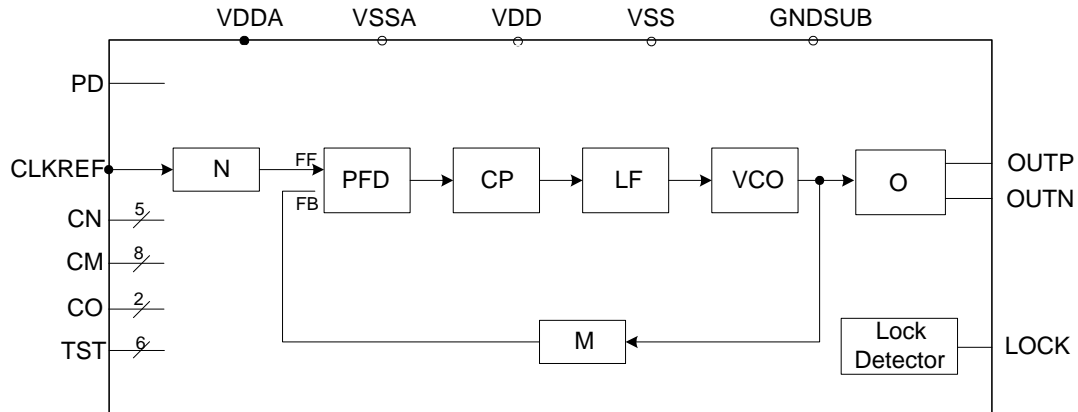 VDDA VSSA VDD VSS GNDSUB
PD
CLKREF
N
FF
FB
PFD
CP
LF
VCO
O
OUTP
OUTN
CN 5
CM 8
CO 2
TST 6
M
Lock
Detector
LOCK